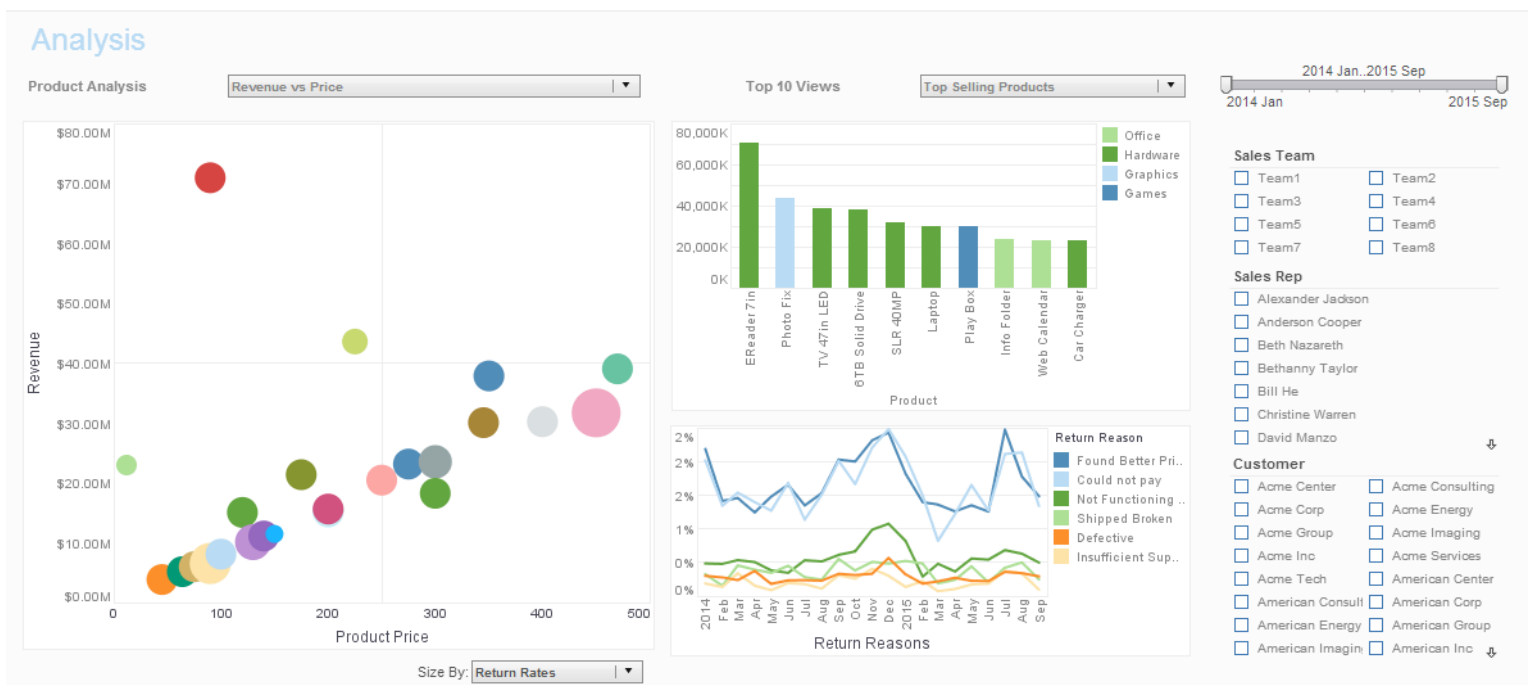 Analysis
Product Analysis
Revenue vs Price
Top 10 Views
Top Selling Products
2014 Jan..2015 Sep
2014 Jan 2015 Sep
$80.00M
$70.00M
$60.00M
$50.00M
$40.00M
$30.00M
$20.00M
$10.00M
$0.00M
Revenue
0 100 200 300 400 500
Product Price
Size By: Return Rates
80,000K
60,000K
40,000K
20,000K
0K
EReader 7in
Photo Fix
TV 47in LED
6TB Solid Drive
SLR 40MP
Laptop
Play Box
Info Folder
Web Calendar
Car Charger
Product
Office
Hardware
Graphics
Games
2%
2%
2%
1%
0%
0%
2014 Feb Mar Apr May Jun Jul Aug Sep Oct Nov Dec 2015 Feb Mar Apr May Jun Jul Aug Sep
Return Reasons
Return Reason
Found Better Pri..
Could not pay
Not Functioning ..
Shipped Broken
Defective
Insufficient Sup..
Sales Team
Team1 Team2
Team3 Team4
Team5 Team6
Team7 Team8
Sales Rep
Alexander Jackson
Anderson Cooper
Beth Nazareth
Bethanny Taylor
Bill He
Christine Warren
David Manzo
Customer
Acme Center Acme Consulting
Acme Corp Acme Energy
Acme Group Acme Imaging
Acme Inc Acme Services
Acme Tech American Center
American Consult American Corp
American Energy American Group
American Imagin American Inc